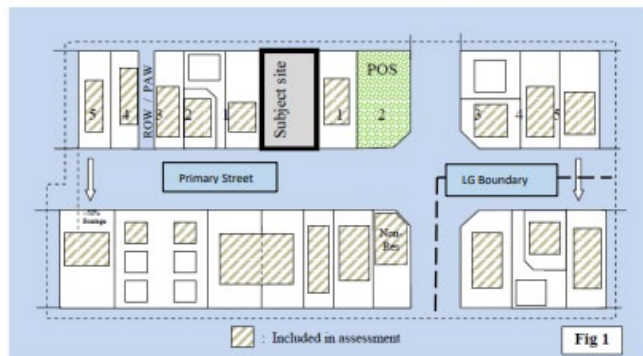 POS
ROW / PAW
Subject site
5
4
3
2
1
1
2
3
4
5
Primary Street
LG Boundary
Non-
Res
: Included in assessment
Fig 1